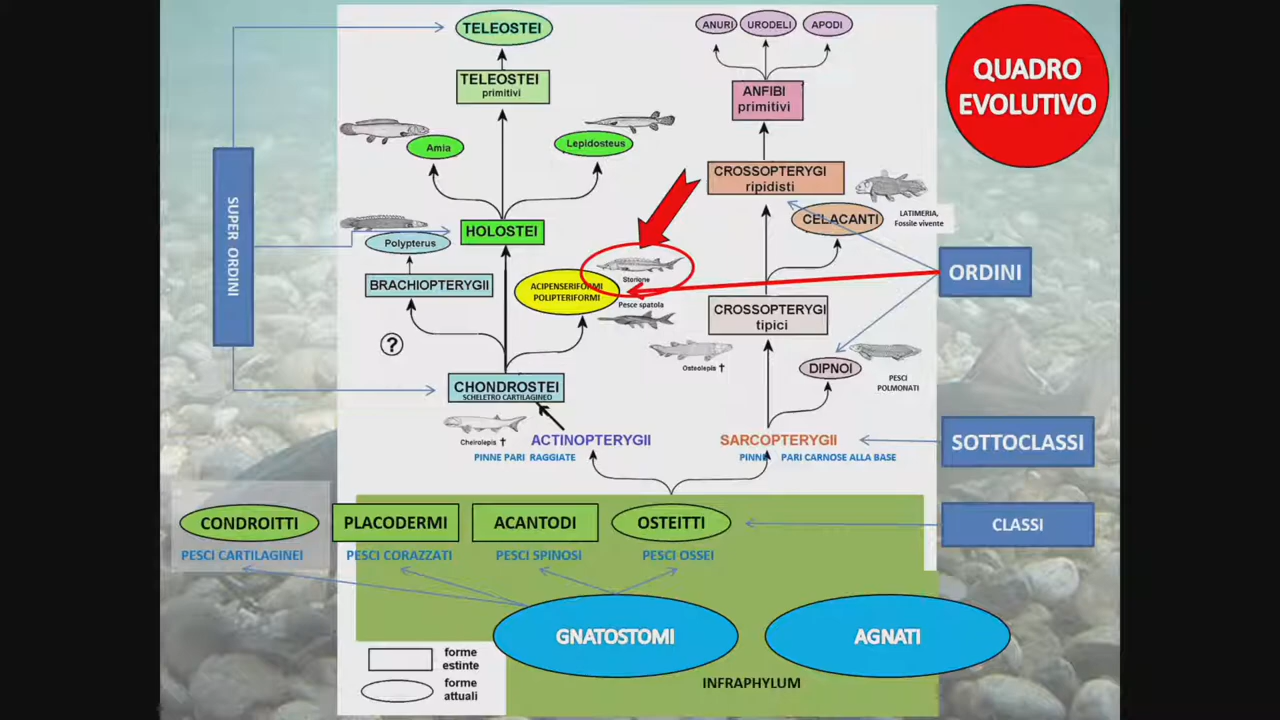 TELEOSTEI
ANURI
URODELI
APODI
QUADRO
EVOLUTIVO
TELEOSTEI
primitivi
ANFIBI
primitivi
Amia
Lepidosteus
CROSSOPTERYGI
ripidisti
SUPER ORDINI
Polypterus
HOLOSTEI
CELACANTI
LATIMERIA,
Fossile vivente
BRACHIOPTERYGII
ACIPENSERIFORMI
POLIPTERIFORMI
Storione
Pesce spatola
ORDINI
CROSSOPTERYGI
tipici
?
Osteolepis †
DIPNOI
PESCI
POLMONATI
CHONDROSTEI
SCHELETRO CARTILAGINEO
Cheirolepis †
ACTINOPTERYGII
PINNE PARI RAGGIATE
SARCOPTERYGII
PINNE PARI CARNOSE ALLA BASE
SOTTOCLASSI
CONDROITTI
PLACODERMI
ACANTODI
OSTEITTI
CLASSI
PESCI CARTILAGINEI
PESCI CORAZZATI
PESCI SPINOSI
PESCI OSSEI
GNATOSTOMI
AGNATI
INFRAPHYLUM
forme
estinte
forme
attuali